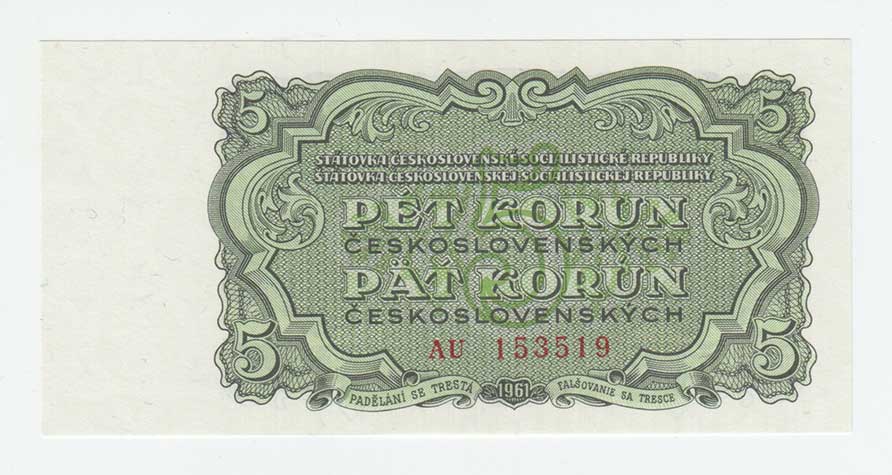 5 5
STÁTOVKA ČESKOSLOVENSKÉ SOCIALISTICKÉ REPUBLIKY
ŠTÁTOVKA ČESKOSLOVENSKEJ SOCIALISTICKEJ REPUBLIKY
PĚT KORUN
ČESKOSLOVENSKÝCH
PÄŤ KORÚN
ČESKOSLOVENSKÝCH
AU 153519
5 5
PADĚLÁNÍ SE TRESTÁ 1961 FALŠOVANIE SA TRESCE